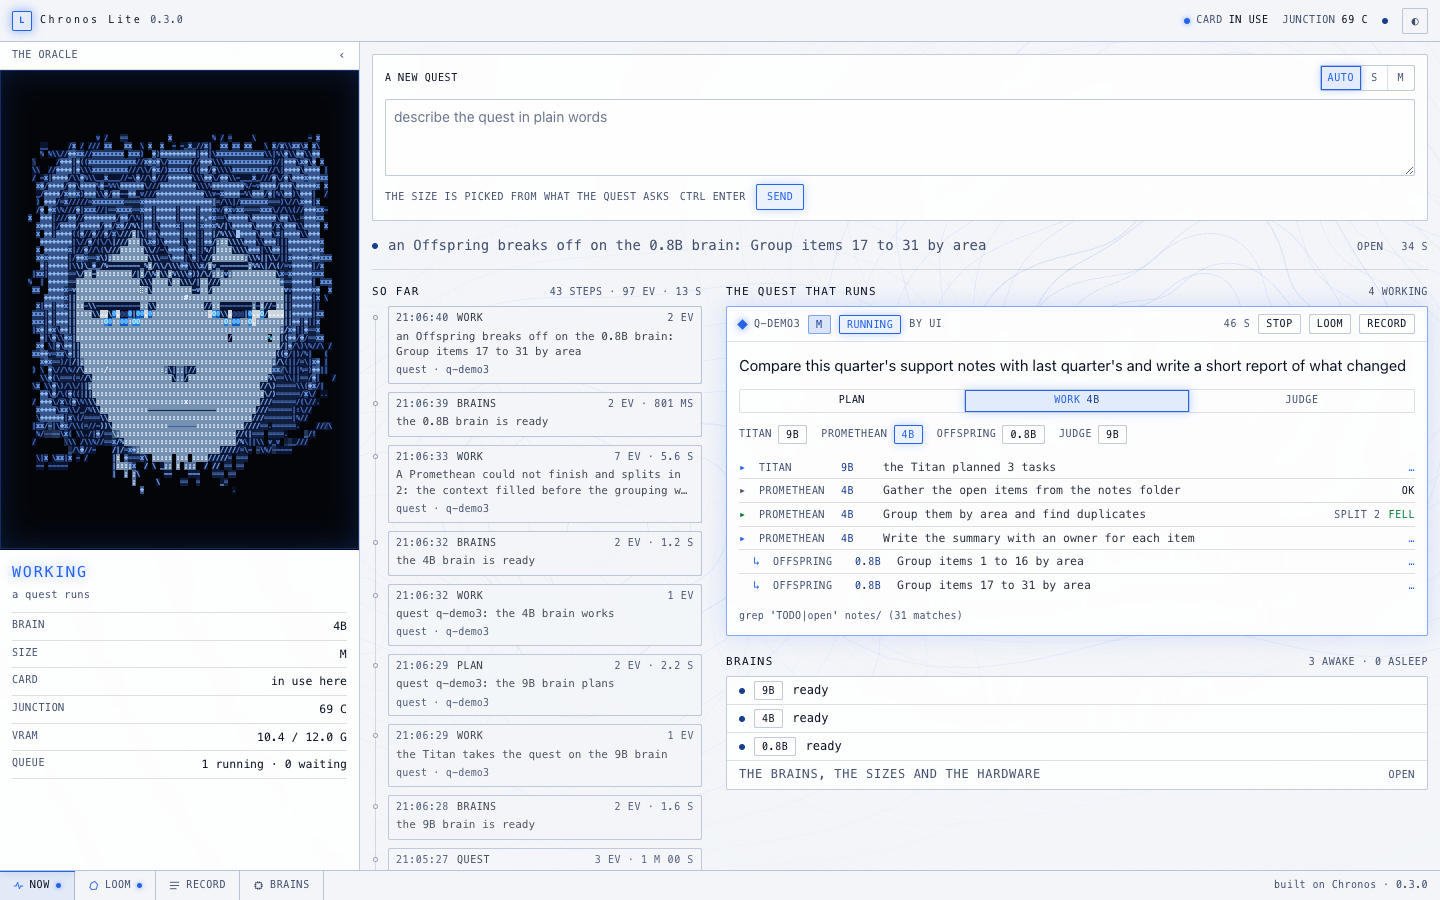 L Chronos Lite 0.3.0
CARD IN USE JUNCTION 69 C
THE ORACLE
WORKING
a quest runs
BRAIN 4B
SIZE M
CARD in use here
JUNCTION 69 C
VRAM 10.4 / 12.0 G
QUEUE 1 running · 0 waiting
A NEW QUEST AUTO S M
describe the quest in plain words
THE SIZE IS PICKED FROM WHAT THE QUEST ASKS CTRL ENTER SEND
an Offspring breaks off on the 0.8B brain: Group items 17 to 31 by area OPEN 34 S
SO FAR 43 STEPS · 97 EV · 13 S
21:06:40 WORK 2 EV
an Offspring breaks off on the 0.8B brain:
Group items 17 to 31 by area
quest · q-demo3
21:06:39 BRAINS 2 EV · 801 MS
the 0.8B brain is ready
21:06:33 WORK 7 EV · 5.6 S
A Promethean could not finish and splits in
2: the context filled before the grouping w…
quest · q-demo3
21:06:32 BRAINS 2 EV · 1.2 S
the 4B brain is ready
21:06:32 WORK 1 EV
quest q-demo3: the 4B brain works
quest · q-demo3
21:06:29 PLAN 2 EV · 2.2 S
quest q-demo3: the 9B brain plans
quest · q-demo3
21:06:29 WORK 1 EV
the Titan takes the quest on the 9B brain
quest · q-demo3
21:06:28 BRAINS 2 EV · 1.6 S
the 9B brain is ready
21:05:27 QUEST 3 EV · 1 M 00 S
THE QUEST THAT RUNS 4 WORKING
Q-DEMO3 M RUNNING BY UI 46 S STOP LOOM RECORD
Compare this quarter's support notes with last quarter's and write a short report of what changed
PLAN WORK 4B JUDGE
TITAN 9B PROMETHEAN 4B OFFSPRING 0.8B JUDGE 9B
▸ TITAN 9B the Titan planned 3 tasks …
▸ PROMETHEAN 4B Gather the open items from the notes folder OK
▸ PROMETHEAN 4B Group them by area and find duplicates SPLIT 2 FELL
▸ PROMETHEAN 4B Write the summary with an owner for each item …
↳ OFFSPRING 0.8B Group items 1 to 16 by area …
↳ OFFSPRING 0.8B Group items 17 to 31 by area …
grep 'TODO|open' notes/ (31 matches)
BRAINS 3 AWAKE · 0 ASLEEP
9B ready
4B ready
0.8B ready
THE BRAINS, THE SIZES AND THE HARDWARE OPEN
NOW LOOM RECORD BRAINS built on Chronos · 0.3.0